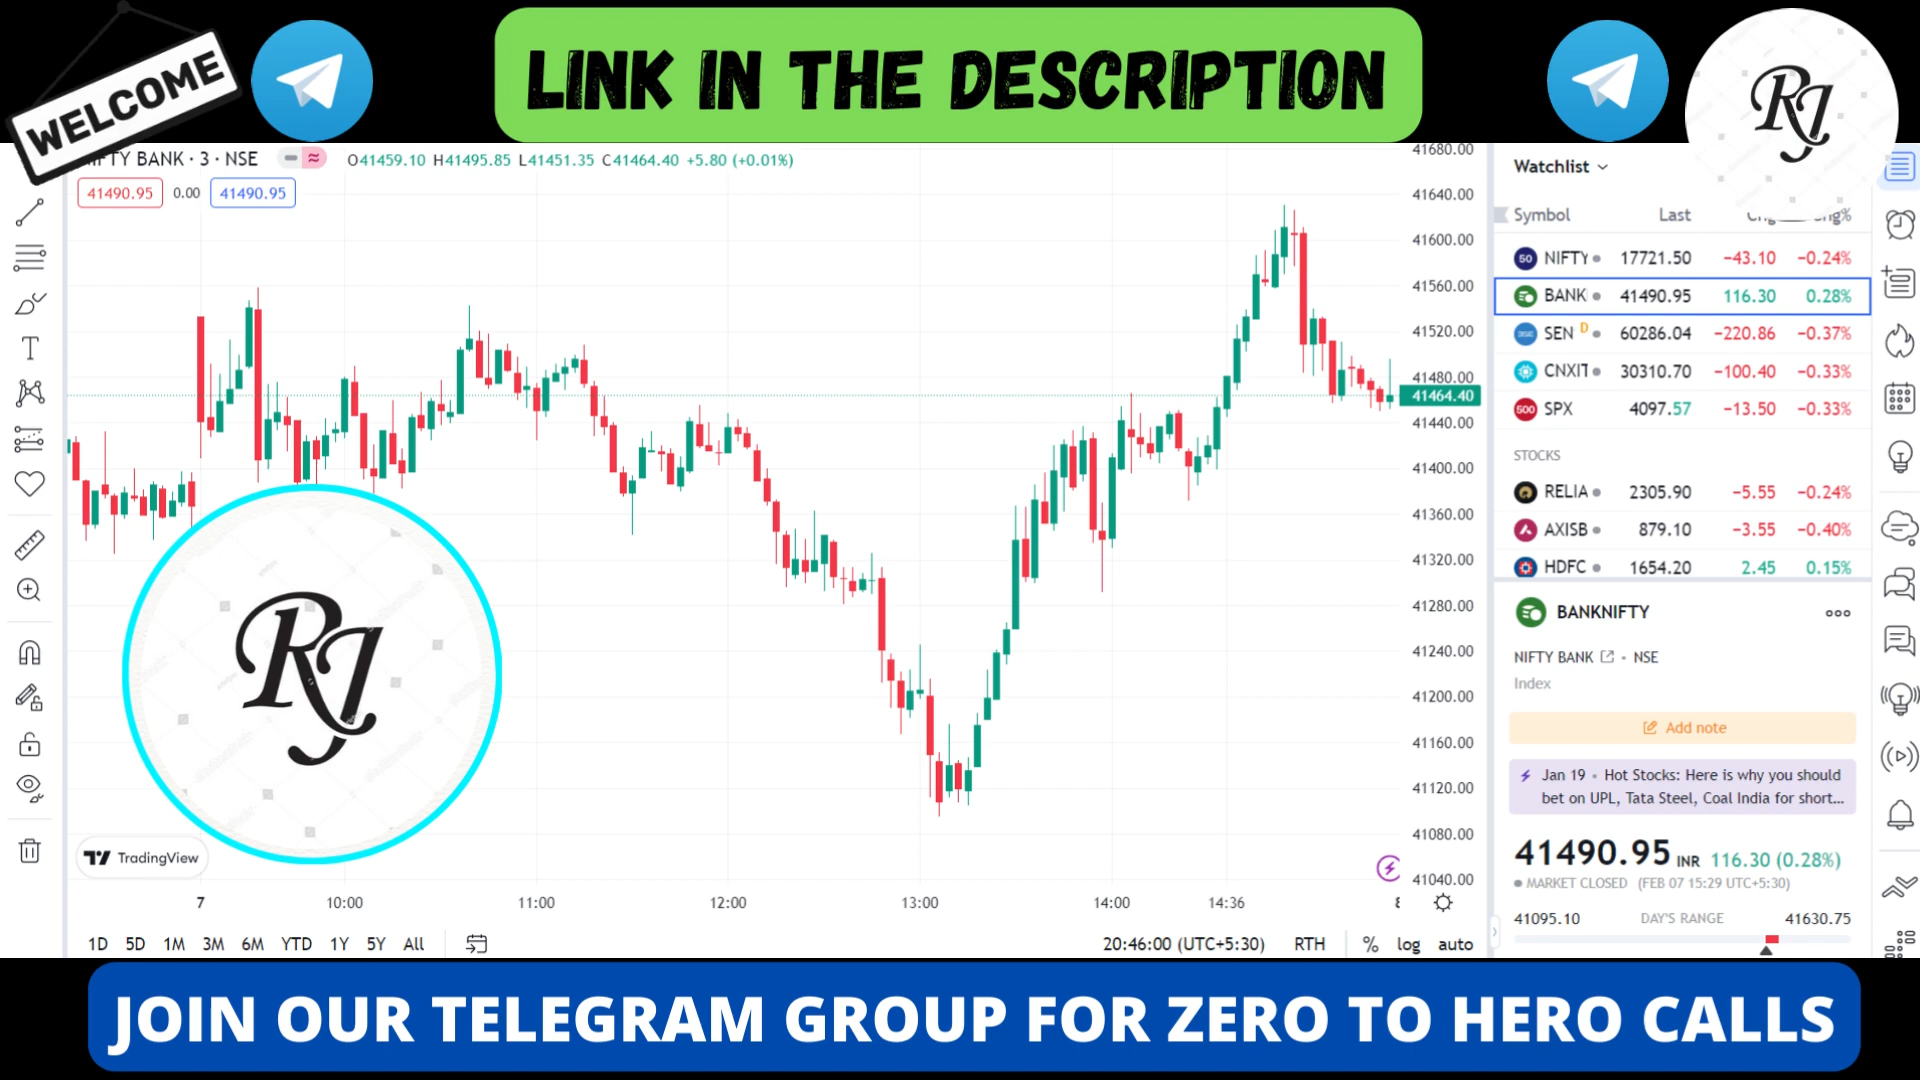 WELCOME
LINK IN THE DESCRIPTION
RJ
NIFTY BANK · 3 · NSE
O41459.10 H41495.85 L41451.35 C41464.40 +5.80 (+0.01%)
41490.95 0.00 41490.95
41680.00
41640.00
41600.00
41560.00
41520.00
41480.00
41464.40
41440.00
41400.00
41360.00
41320.00
41280.00
41240.00
41200.00
41160.00
41120.00
41080.00
41040.00
RJ
TradingView
7 10:00 11:00 12:00 13:00 14:00 14:36
1D 5D 1M 3M 6M YTD 1Y 5Y All
20:46:00 (UTC+5:30) RTH % log auto
Watchlist
Symbol Last Chg Chg%
50 NIFTY 17721.50 −43.10 −0.24%
BANK 41490.95 116.30 0.28%
SEN D 60286.04 −220.86 −0.37%
CNXIT 30310.70 −100.40 −0.33%
500 SPX 4097.57 −13.50 −0.33%
STOCKS
RELIA 2305.90 −5.55 −0.24%
AXISB 879.10 −3.55 −0.40%
HDFC 1654.20 2.45 0.15%
BANKNIFTY
NIFTY BANK · NSE
Index
Add note
Jan 19 · Hot Stocks: Here is why you should
bet on UPL, Tata Steel, Coal India for short...
41490.95 INR 116.30 (0.28%)
MARKET CLOSED (FEB 07 15:29 UTC+5:30)
41095.10 DAY'S RANGE 41630.75
JOIN OUR TELEGRAM GROUP FOR ZERO TO HERO CALLS